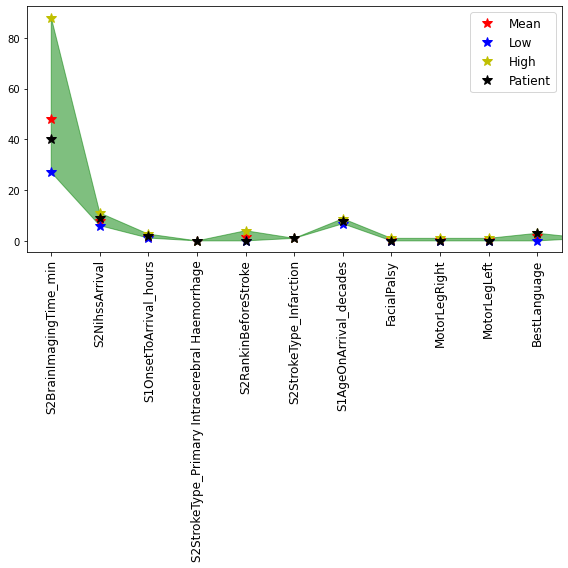 80
60
40
20
0
Mean
Low
High
Patient
S2BrainImagingTime_min
S2NihssArrival
S1OnsetToArrival_hours
S2StrokeType_Primary Intracerebral Haemorrhage
S2RankinBeforeStroke
S2StrokeType_Infarction
S1AgeOnArrival_decades
FacialPalsy
MotorLegRight
MotorLegLeft
BestLanguage